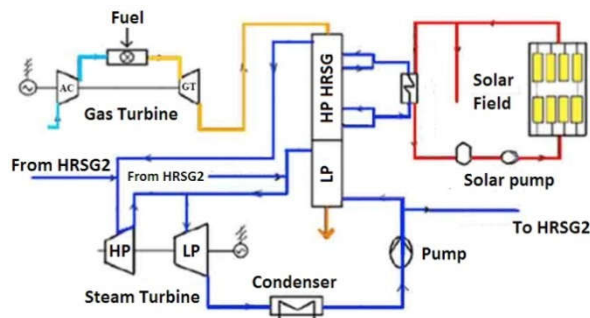 Fuel
AC
GT
Gas Turbine
HP HRSG
LP
Solar
Field
Solar pump
From HRSG2
From HRSG2
To HRSG2
HP
LP
Steam Turbine
Condenser
Pump